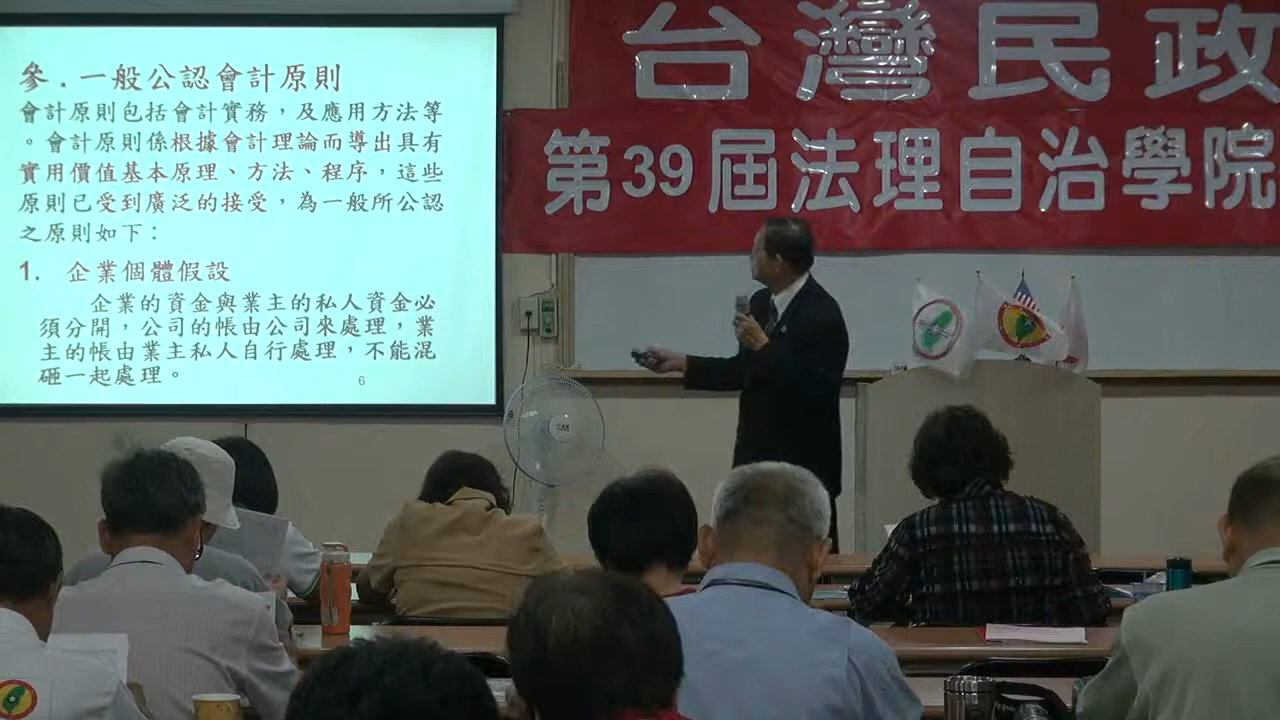 參．一般公認會計原則
會計原則包括會計實務，及應用方法等
。會計原則係根據會計理論而導出具有
實用價值基本原理、方法、程序，這些
原則已受到廣泛的接受，為一般所公認
之原則如下：
1. 企業個體假設
企業的資金與業主的私人資金必
須分開，公司的帳由公司來處理，業
主的帳由業主私人自行處理，不能混
砸一起處理。
6
台灣民政
第39屆法理自治學院